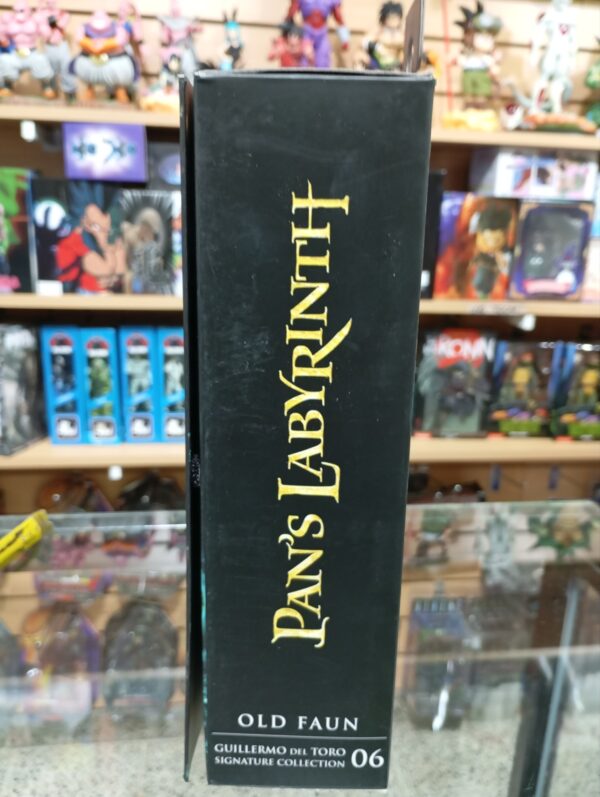 PAN'S LABYRINTH
OLD FAUN
GUILLERMO DEL TORO
SIGNATURE COLLECTION 06